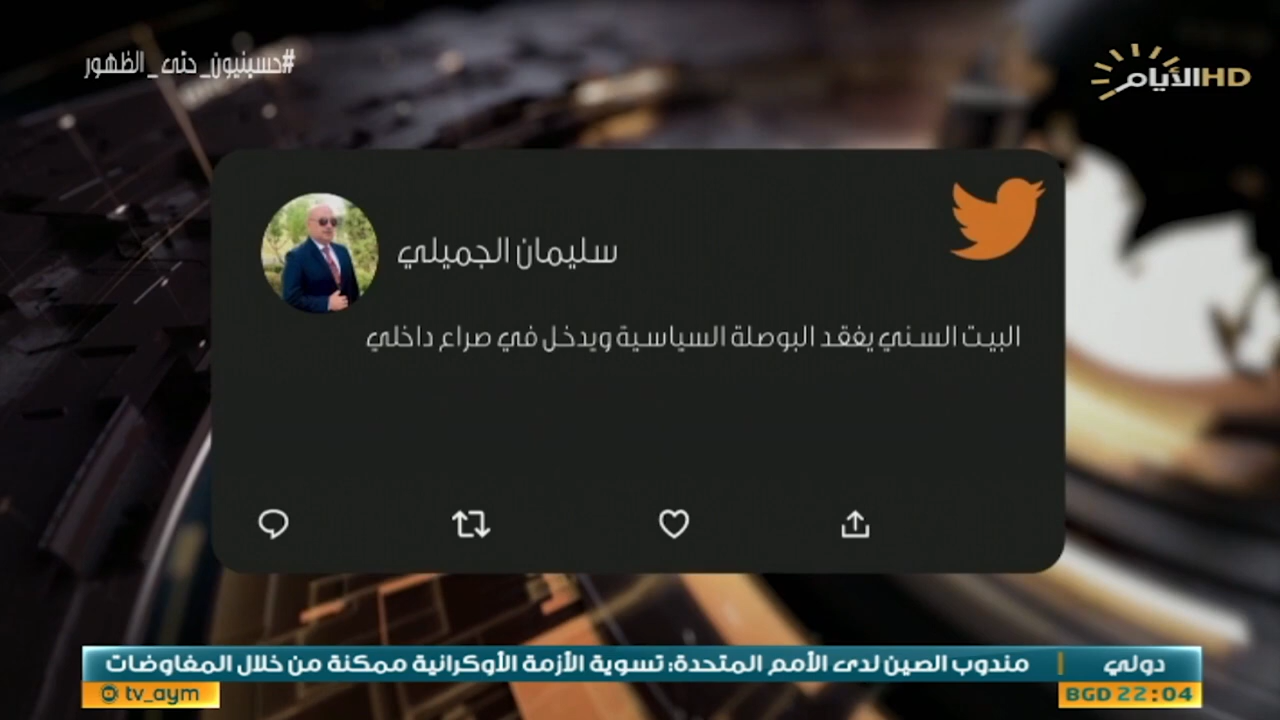 #حسينيون_حتى_الظهور
الأيام HD
سليمان الجميلي
البيت السني يفقد البوصلة السياسية ويدخل في صراع داخلي
دولي
مندوب الصين لدى الأمم المتحدة: تسوية الأزمة الأوكرانية ممكنة من خلال المفاوضات
BGD 22:04
tv_aym